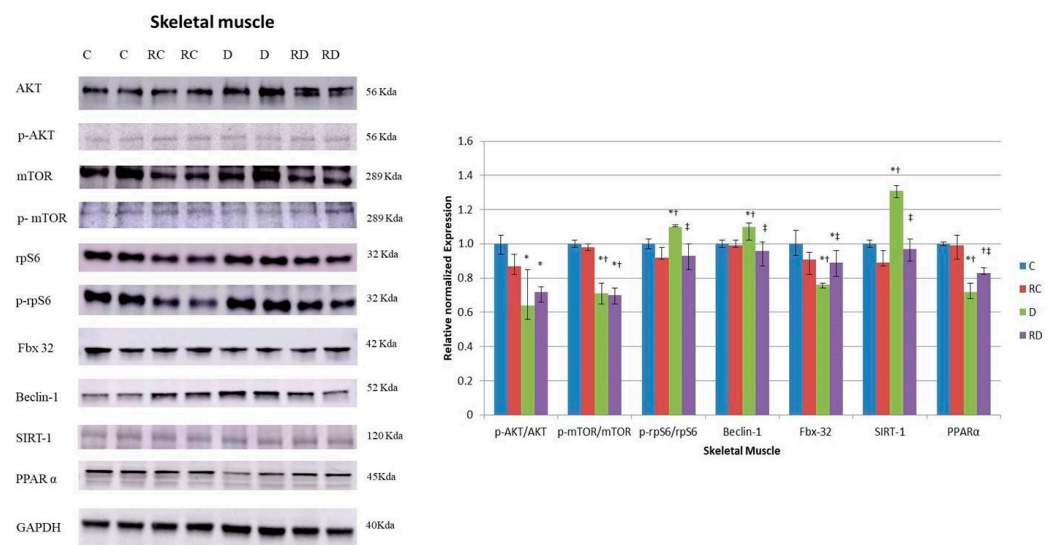 Skeletal muscle
C C RC RC D D RD RD
AKT 56 Kda
p-AKT 56 Kda
mTOR 289 Kda
p- mTOR 289 Kda
rpS6 32 Kda
p-rpS6 32 Kda
Fbx 32 42 Kda
Beclin-1 52 Kda
SIRT-1 120 Kda
PPAR α 45Kda
GAPDH 40Kda
Relative normalized Expression
1.6
1.4
1.2
1.0
0.8
0.6
0.4
0.2
0
* *
*† *†
*† ‡
*† ‡
*† *‡
*† ‡
*† †‡
p-AKT/AKT p-mTOR/mTOR p-rpS6/rpS6 Beclin-1 Fbx-32 SIRT-1 PPARα
Skeletal Muscle
C
RC
D
RD